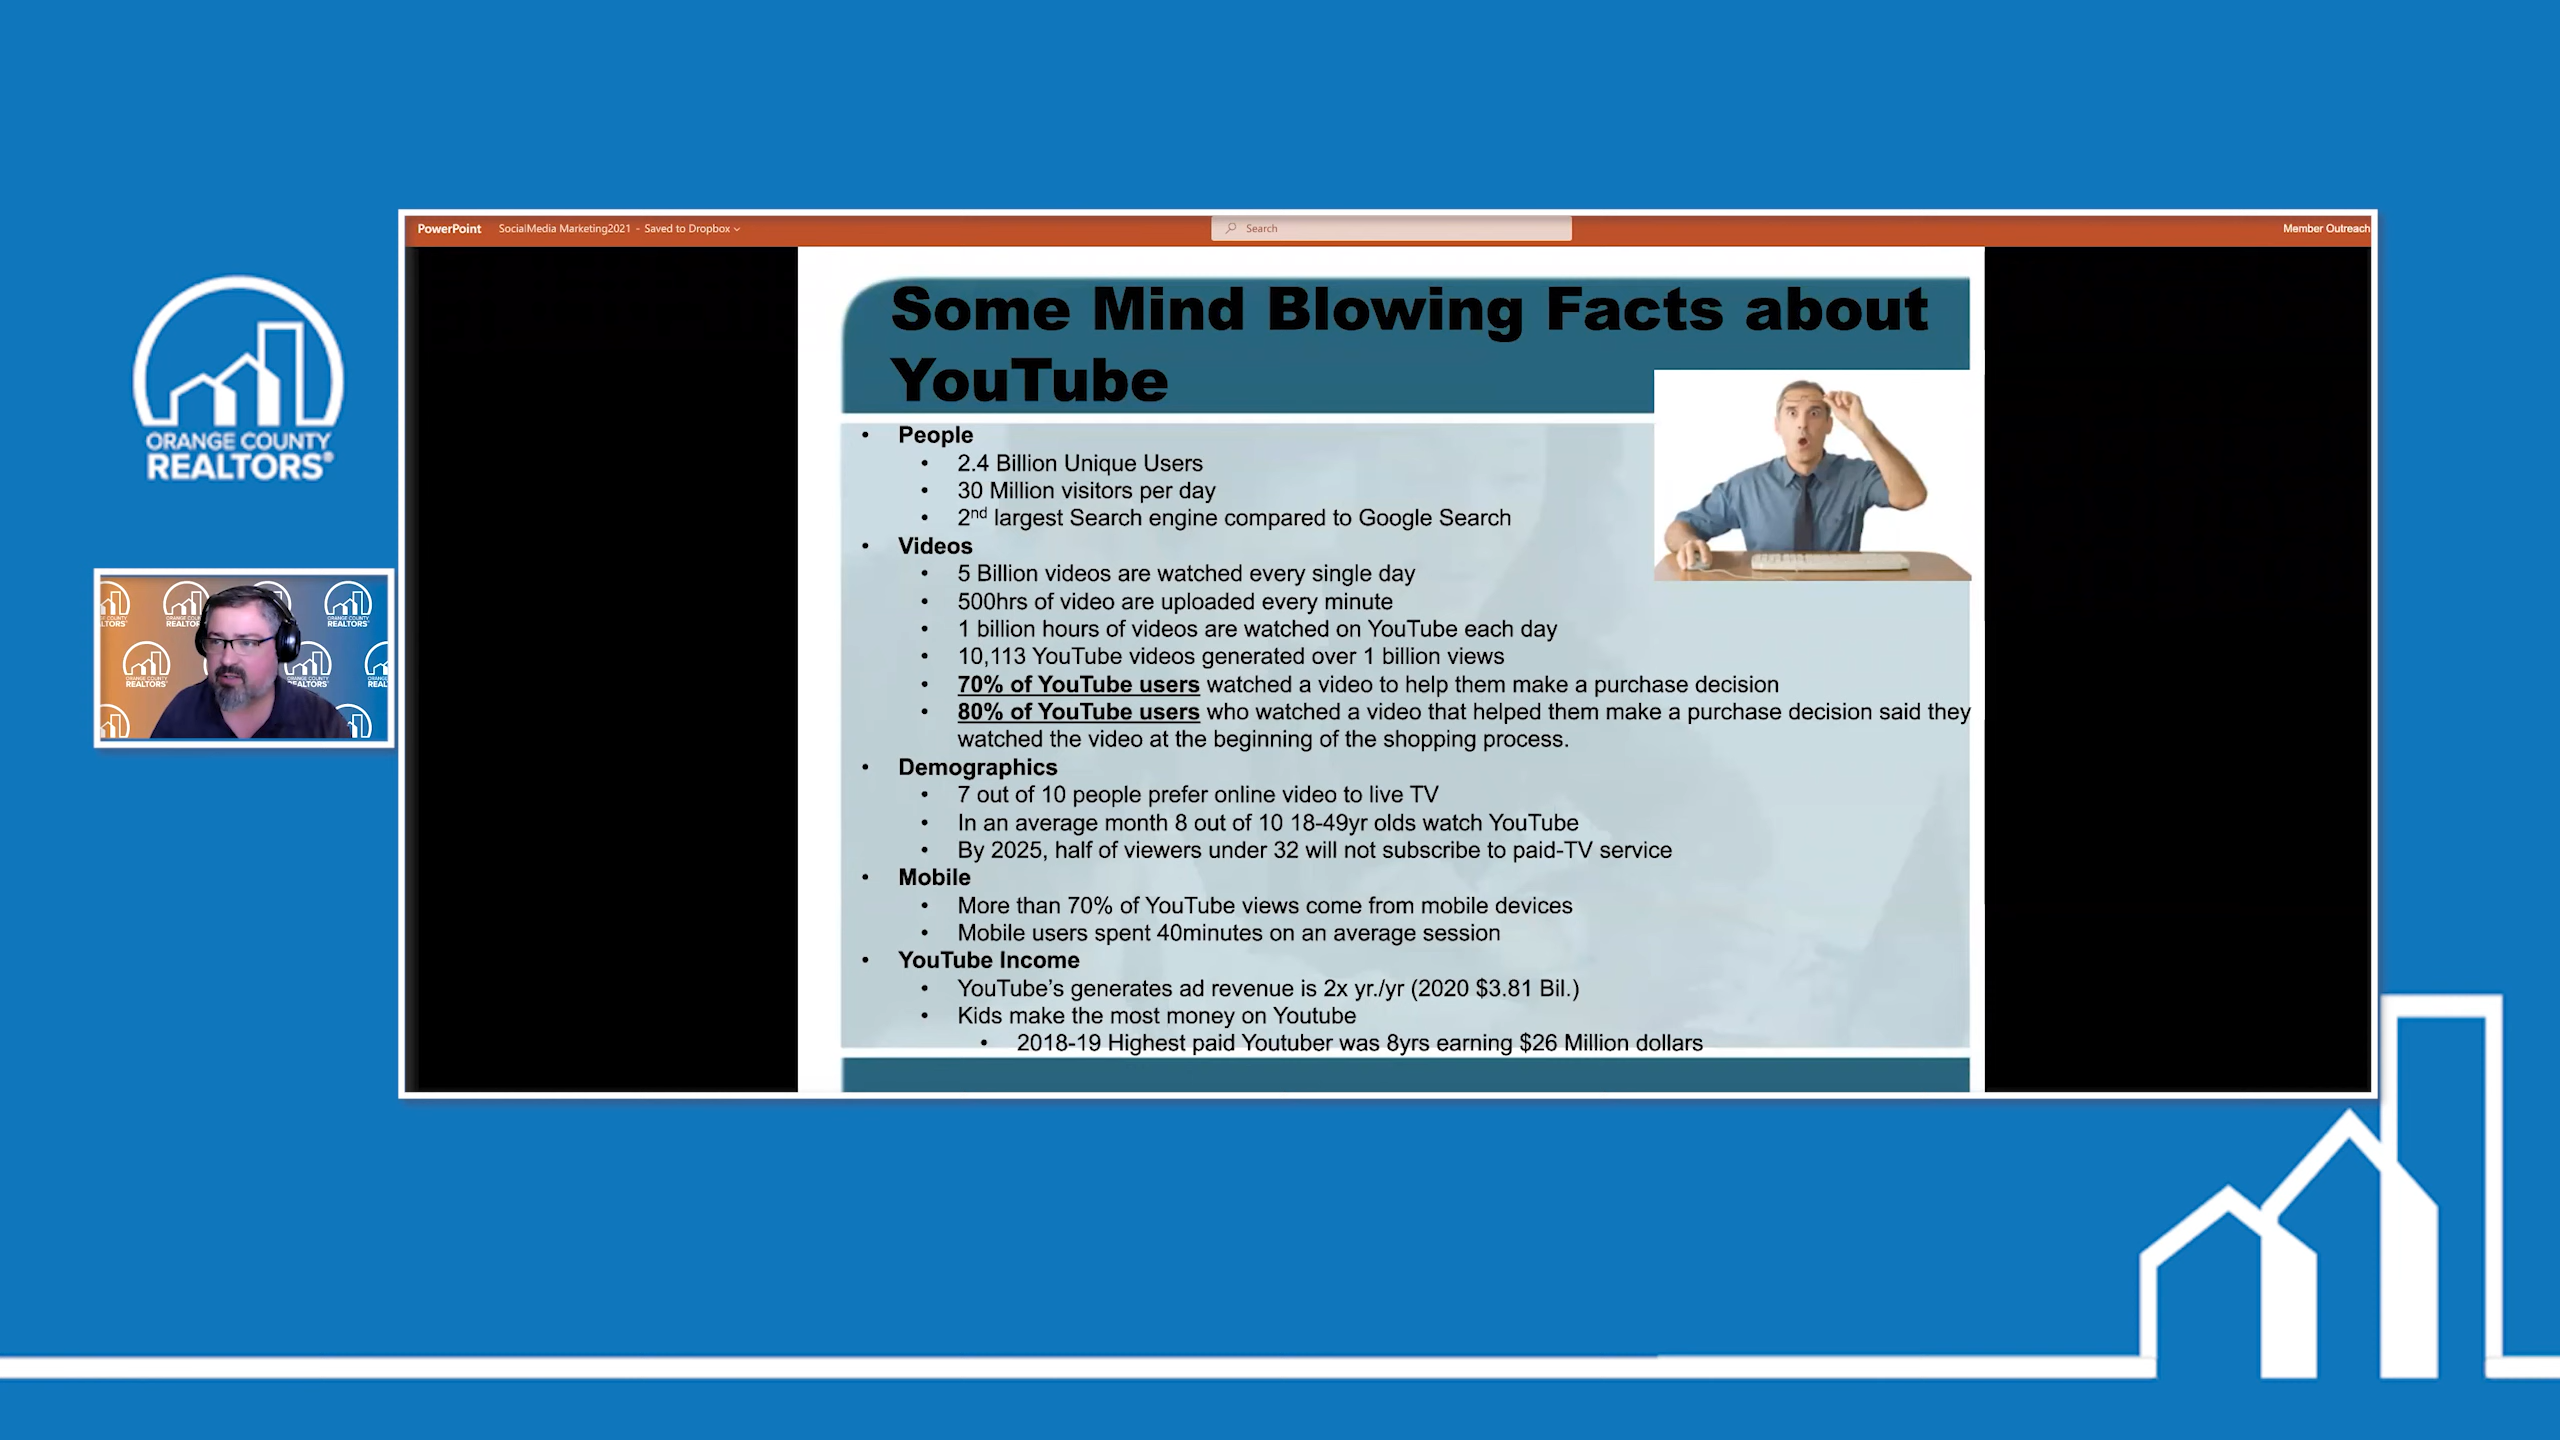 PowerPoint SocialMedia Marketing2021 - Saved to Dropbox Search Member Outreach
Some Mind Blowing Facts about
YouTube
ORANGE COUNTY
REALTORS®
• People
• 2.4 Billion Unique Users
• 30 Million visitors per day
• 2nd largest Search engine compared to Google Search
• Videos
• 5 Billion videos are watched every single day
• 500hrs of video are uploaded every minute
• 1 billion hours of videos are watched on YouTube each day
• 10,113 YouTube videos generated over 1 billion views
• 70% of YouTube users watched a video to help them make a purchase decision
• 80% of YouTube users who watched a video that helped them make a purchase decision said they
watched the video at the beginning of the shopping process.
• Demographics
• 7 out of 10 people prefer online video to live TV
• In an average month 8 out of 10 18-49yr olds watch YouTube
• By 2025, half of viewers under 32 will not subscribe to paid-TV service
• Mobile
• More than 70% of YouTube views come from mobile devices
• Mobile users spent 40minutes on an average session
• YouTube Income
• YouTube's generates ad revenue is 2x yr./yr (2020 $3.81 Bil.)
• Kids make the most money on Youtube
• 2018-19 Highest paid Youtuber was 8yrs earning $26 Million dollars